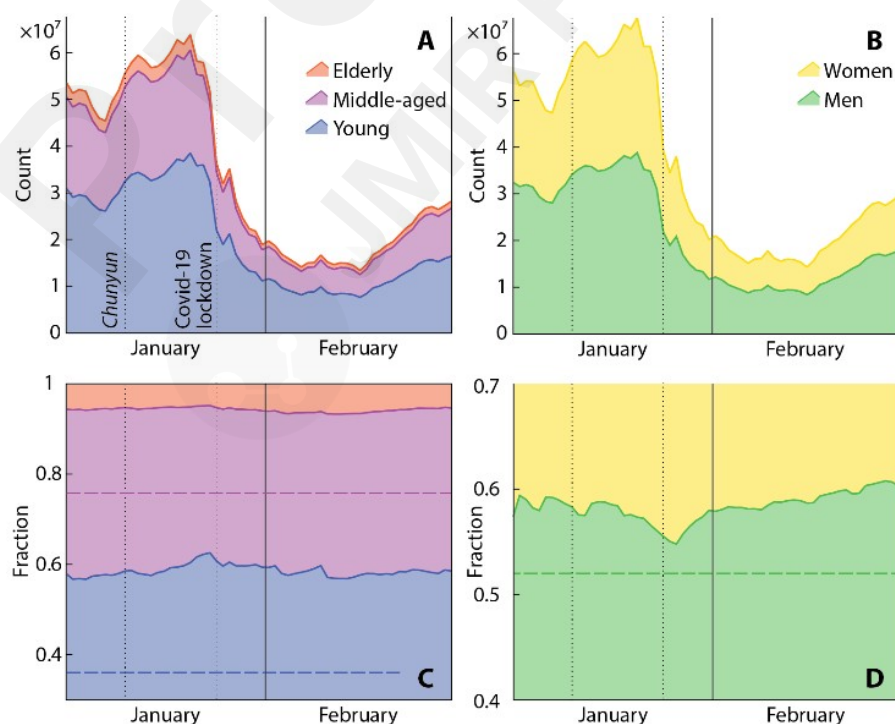 ×10⁷
A
6
5
4
3
2
1
0
Count
Elderly
Middle-aged
Young
Chunyun
Covid-19
lockdown
January
February
×10⁷
B
6
5
4
3
2
1
0
Count
Women
Men
January
February
1
0.8
0.6
0.4
Fraction
C
January
February
0.7
0.6
0.5
0.4
Fraction
D
January
February